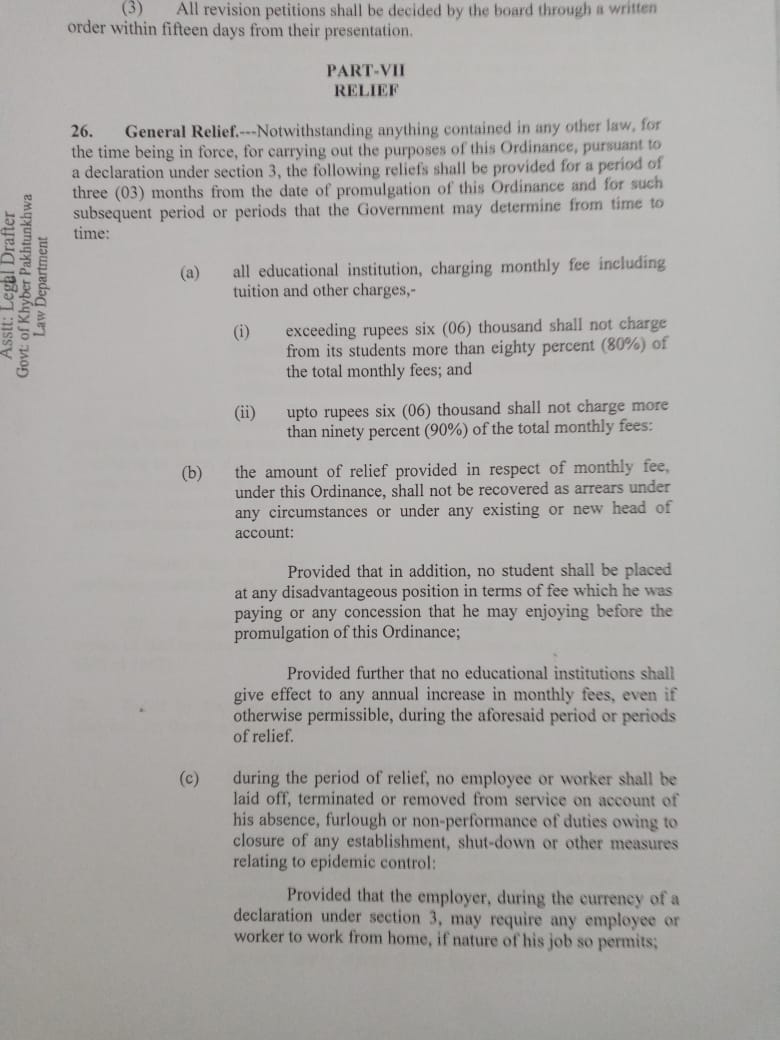 (3) All revision petitions shall be decided by the board through a written
order within fifteen days from their presentation.
PART-VII
RELIEF
26. General Relief.---Notwithstanding anything contained in any other law, for
the time being in force, for carrying out the purposes of this Ordinance, pursuant to
a declaration under section 3, the following reliefs shall be provided for a period of
three (03) months from the date of promulgation of this Ordinance and for such
subsequent period or periods that the Government may determine from time to
time:
(a) all educational institution, charging monthly fee including
tuition and other charges,-
(i) exceeding rupees six (06) thousand shall not charge
from its students more than eighty percent (80%) of
the total monthly fees; and
(ii) upto rupees six (06) thousand shall not charge more
than ninety percent (90%) of the total monthly fees:
(b) the amount of relief provided in respect of monthly fee,
under this Ordinance, shall not be recovered as arrears under
any circumstances or under any existing or new head of
account:
Provided that in addition, no student shall be placed
at any disadvantageous position in terms of fee which he was
paying or any concession that he may enjoying before the
promulgation of this Ordinance;
Provided further that no educational institutions shall
give effect to any annual increase in monthly fees, even if
otherwise permissible, during the aforesaid period or periods
of relief.
(c) during the period of relief, no employee or worker shall be
laid off, terminated or removed from service on account of
his absence, furlough or non-performance of duties owing to
closure of any establishment, shut-down or other measures
relating to epidemic control:
Provided that the employer, during the currency of a
declaration under section 3, may require any employee or
worker to work from home, if nature of his job so permits;
Asstt: Legal Drafter
Govt: of Khyber Pakhtunkhwa
Law Department